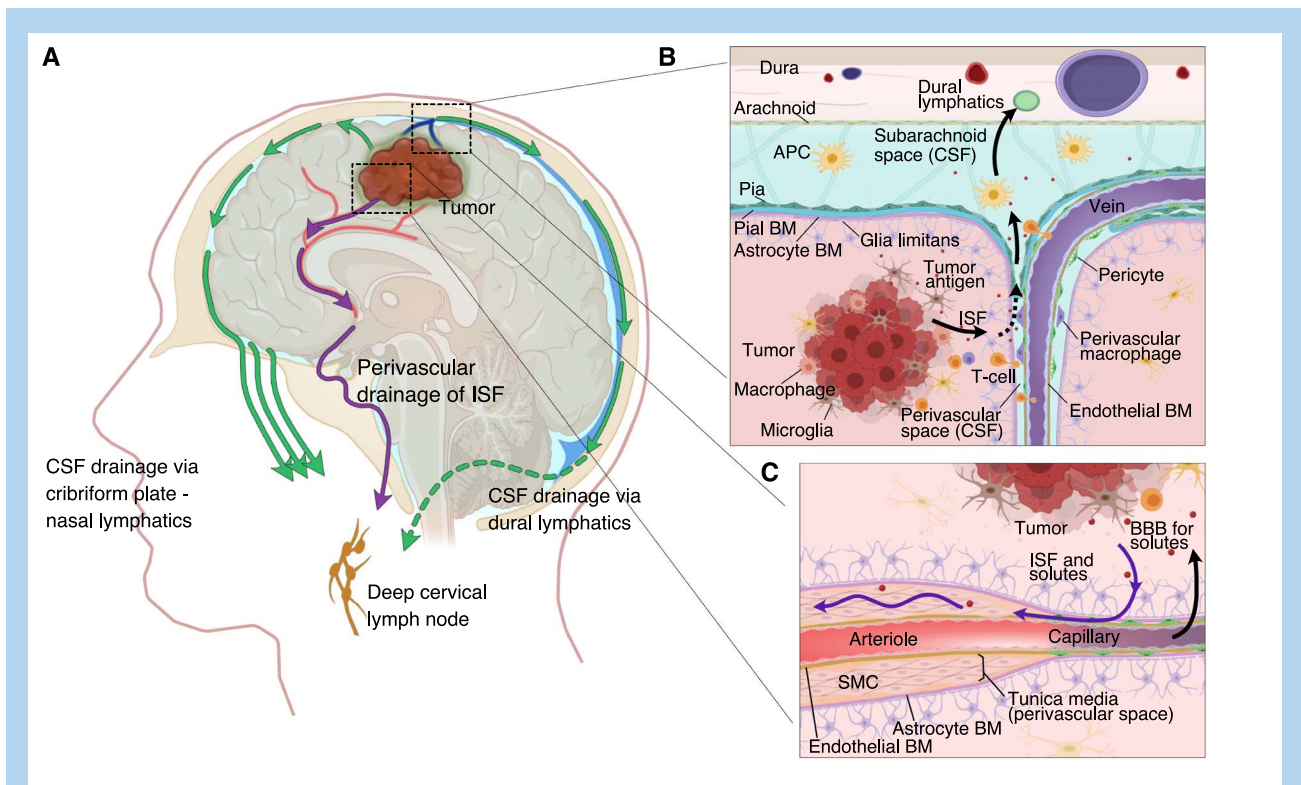 A
Tumor
Perivascular
drainage of ISF
CSF drainage via
cribriform plate -
nasal lymphatics
CSF drainage via
dural lymphatics
Deep cervical
lymph node
B
Dura
Dural
lymphatics
Arachnoid
Subarachnoid
space (CSF)
APC
Pia
Vein
Pial BM
Astrocyte BM
Glia limitans
Tumor
antigen
Pericyte
ISF
Tumor
Perivascular
macrophage
Macrophage
T-cell
Microglia
Perivascular
space (CSF)
Endothelial BM
C
Tumor
BBB for
solutes
ISF and
solutes
Arteriole
Capillary
SMC
Tunica media
(perivascular space)
Astrocyte BM
Endothelial BM